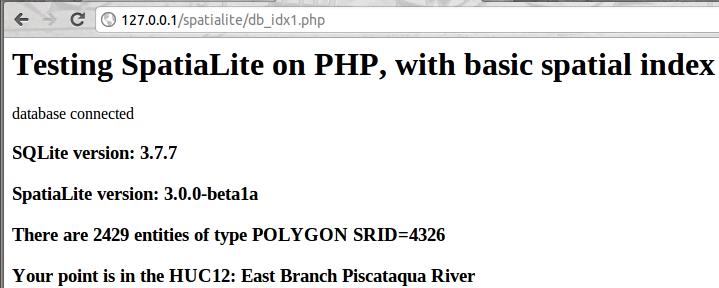 127.0.0.1/spatialite/db_idx1.php
Testing SpatiaLite on PHP, with basic spatial index
database connected
SQLite version: 3.7.7
SpatiaLite version: 3.0.0-beta1a
There are 2429 entities of type POLYGON SRID=4326
Your point is in the HUC12: East Branch Piscataqua River